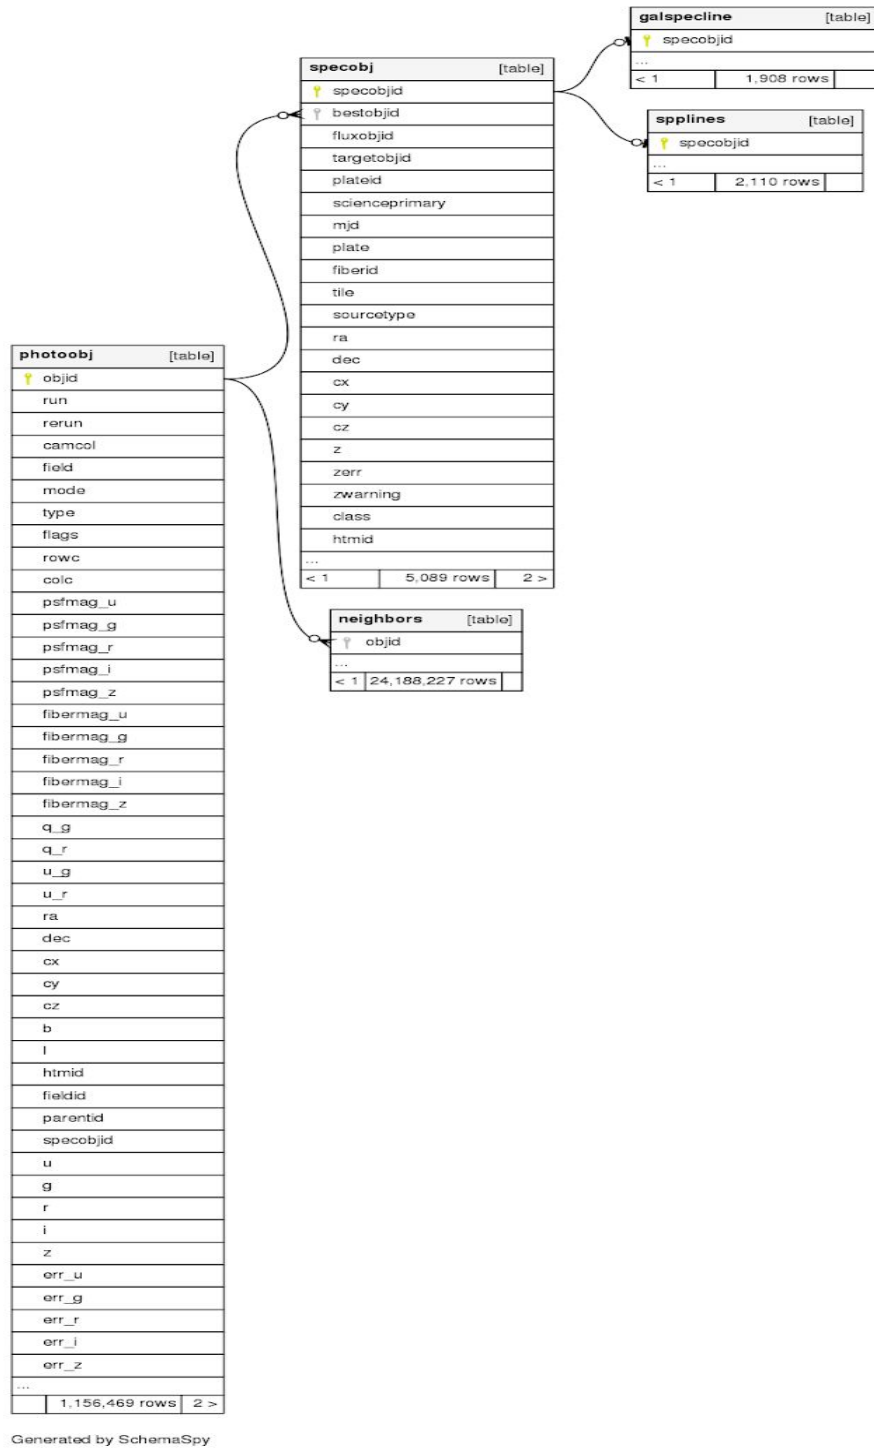 galspecline [table]
specobjid
...
< 1 1,908 rows
specobj [table]
specobjid
bestobjid
fluxobjid
targetobjid
plateid
scienceprimary
mjd
plate
fiberid
tile
sourcetype
ra
dec
cx
cy
cz
z
zerr
zwarning
class
htmid
...
< 1 5,089 rows 2 >
spplines [table]
specobjid
...
< 1 2,110 rows
photoobj [table]
objid
run
rerun
camcol
field
mode
type
flags
rowc
colc
psfmag_u
psfmag_g
psfmag_r
psfmag_i
psfmag_z
fibermag_u
fibermag_g
fibermag_r
fibermag_i
fibermag_z
q_g
q_r
u_g
u_r
ra
dec
cx
cy
cz
b
l
htmid
fieldid
parentid
specobjid
u
g
r
i
z
err_u
err_g
err_r
err_i
err_z
...
1,156,469 rows 2 >
neighbors [table]
objid
...
< 1 24,188,227 rows
Generated by SchemaSpy